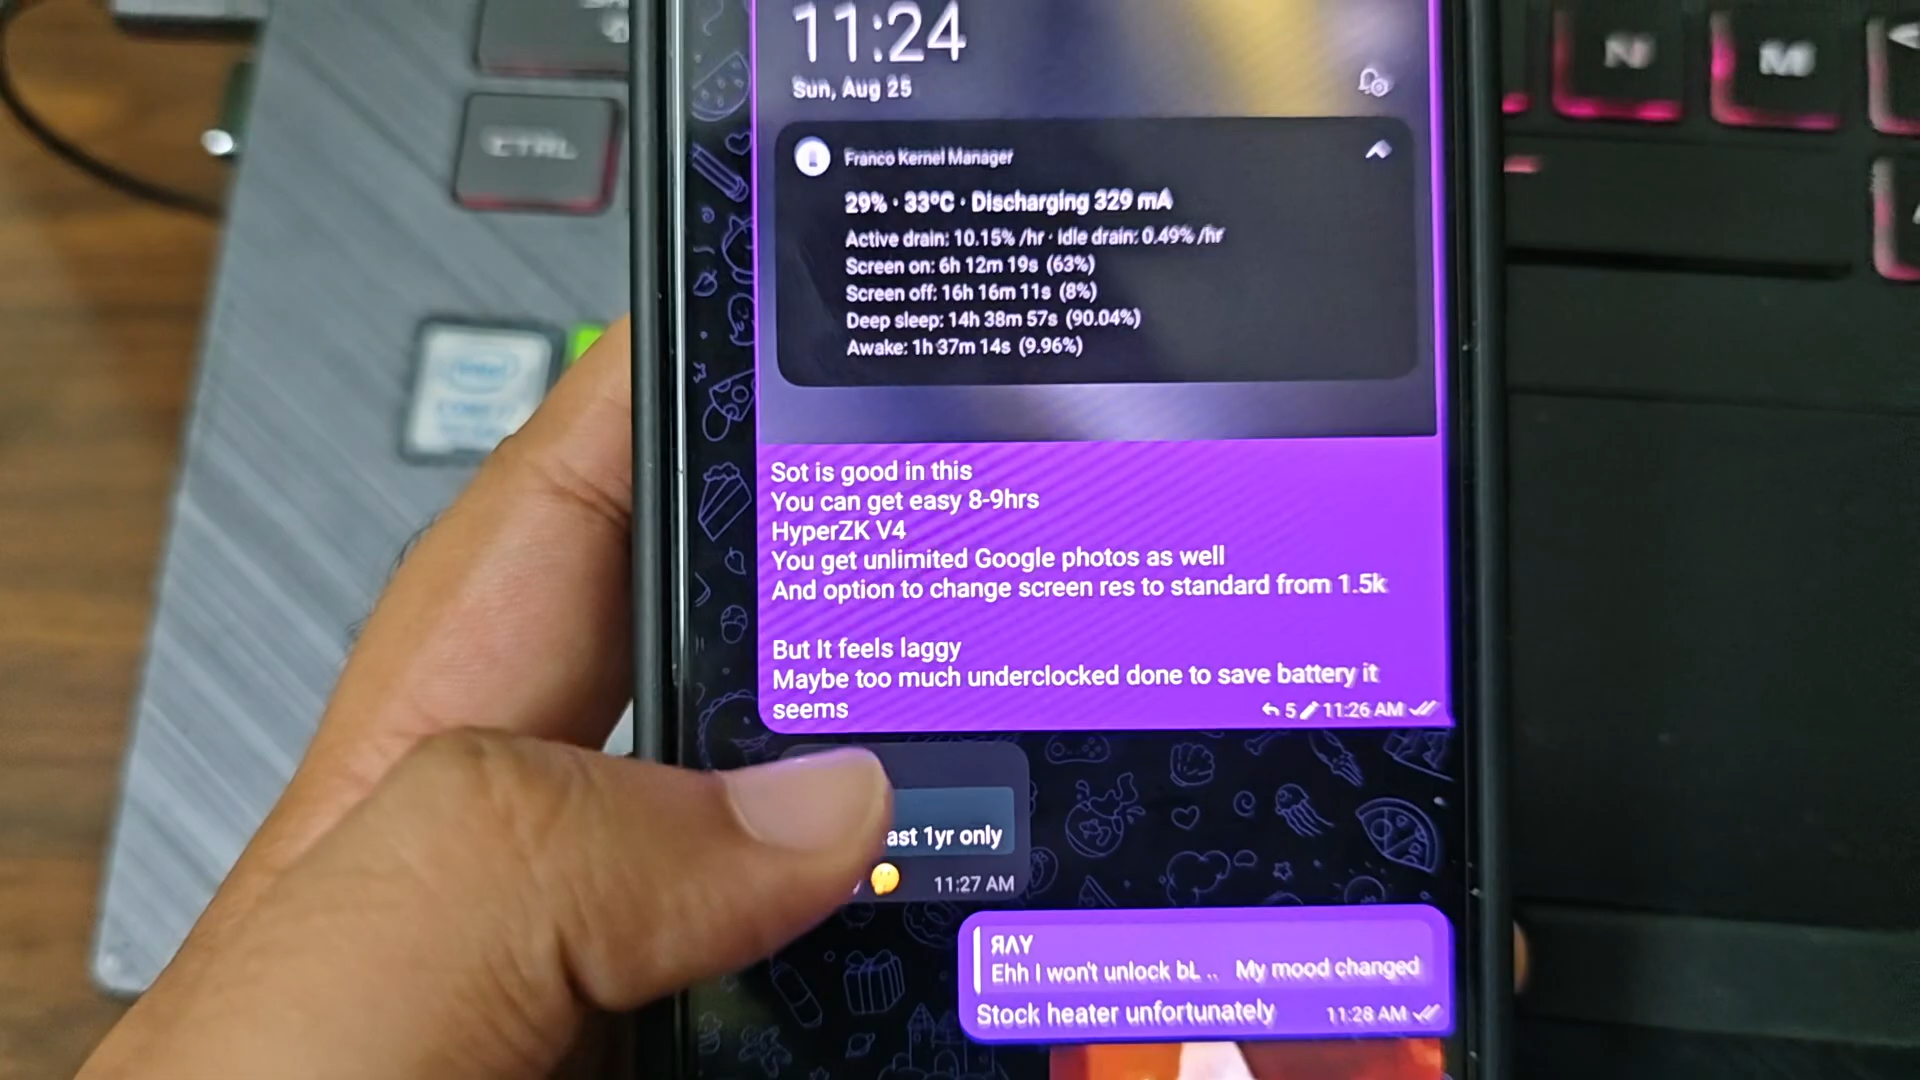 11:24
Sun, Aug 25
Franco Kernel Manager
29% · 33°C · Discharging 329 mA
Active drain: 10.15% /hr · Idle drain: 0.49% /hr
Screen on: 6h 12m 19s (63%)
Screen off: 16h 16m 11s (8%)
Deep sleep: 14h 38m 57s (90.04%)
Awake: 1h 37m 14s (9.96%)
Sot is good in this
You can get easy 8-9hrs
HyperZK V4
You get unlimited Google photos as well
And option to change screen res to standard from 1.5k
But It feels laggy
Maybe too much underclocked done to save battery it
seems
5 11:26 AM
1yr only
11:27 AM
ЯΛY
Ehh I won't unlock bL .. My mood changed
Stock heater unfortunately 11:28 AM
CTRL
N
M
intel